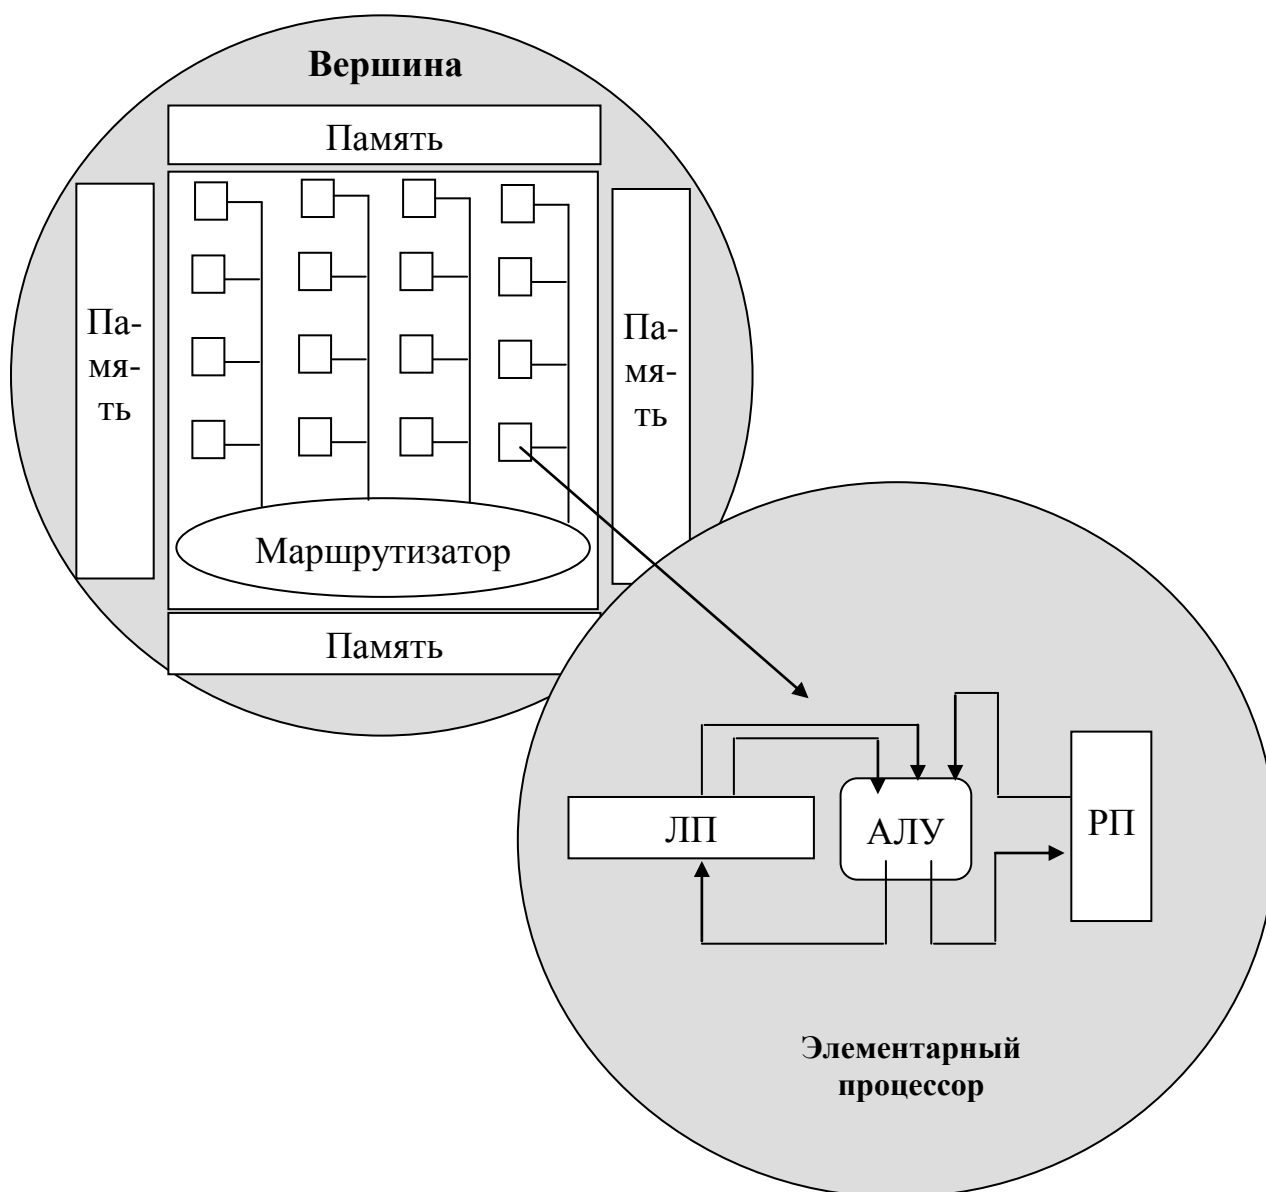 Вершина
Память
Па-
мя-
ть
Па-
мя-
ть
Маршрутизатор
Память
ЛП
АЛУ
РП
Элементарный
процессор